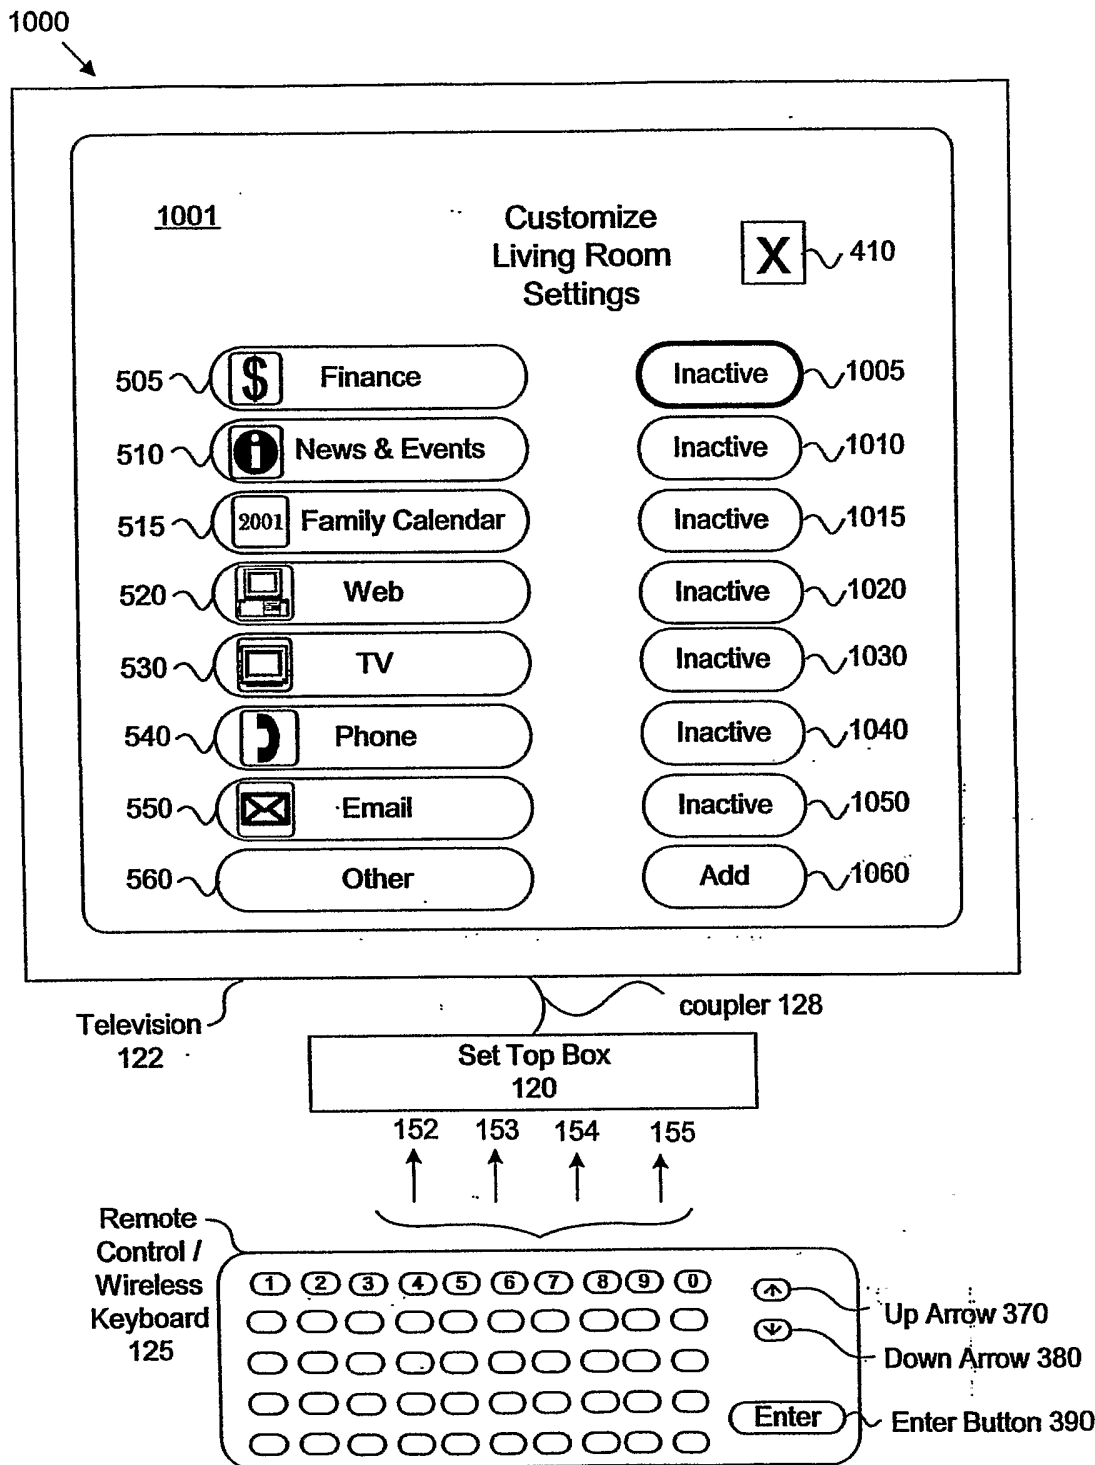 1000
1001
Customize
Living Room
Settings
X
410
505
$
Finance
Inactive
1005
510
i
News & Events
Inactive
1010
515
2001
Family Calendar
Inactive
1015
520
Web
Inactive
1020
530
TV
Inactive
1030
540
Phone
Inactive
1040
550
Email
Inactive
1050
560
Other
Add
1060
Television
122
coupler 128
Set Top Box
120
152 153 154 155
Remote
Control /
Wireless
Keyboard
125
1 2 3 4 5 6 7 8 9 0
Up Arrow 370
Down Arrow 380
Enter
Enter Button 390